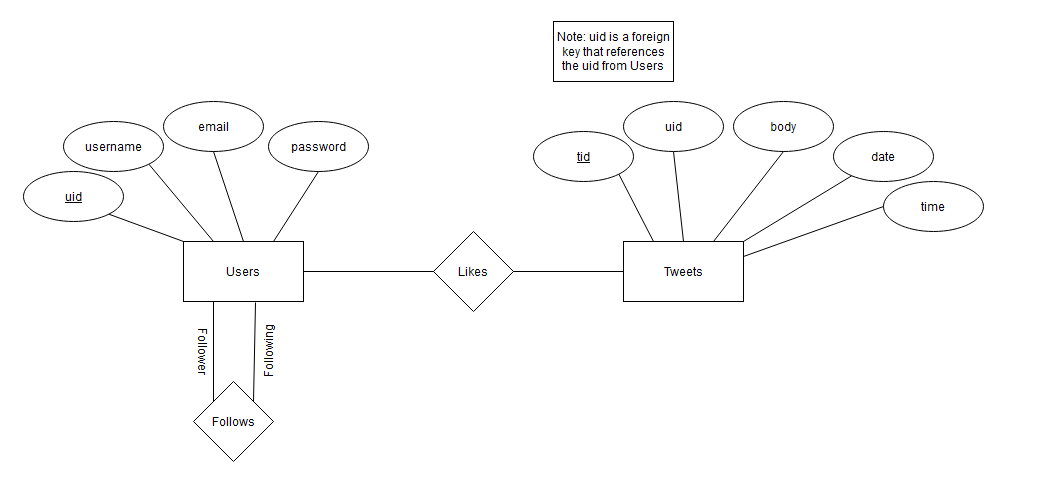 Note: uid is a foreign
key that references
the uid from Users
email
uid
body
username
password
tid
date
uid
time
Users
Likes
Tweets
Follower
Following
Follows